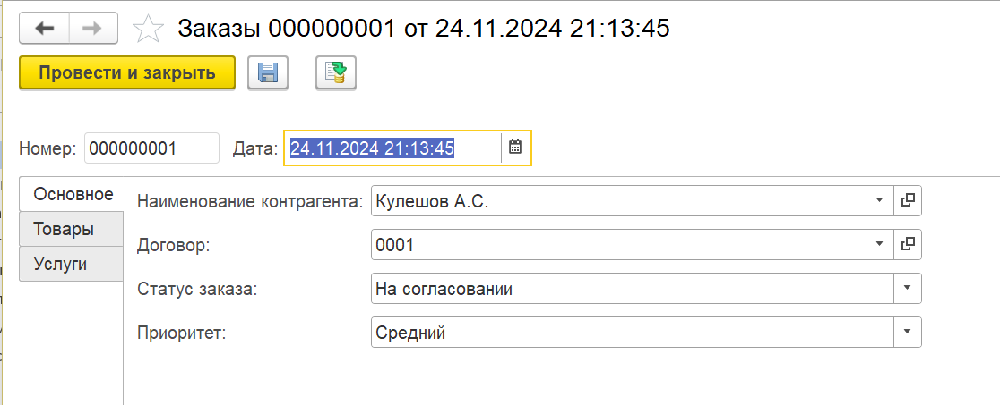 Заказы 000000001 от 24.11.2024 21:13:45
Провести и закрыть
Номер: 000000001 Дата: 24.11.2024 21:13:45
Основное
Товары
Услуги
Наименование контрагента: Кулешов А.С.
Договор: 0001
Статус заказа: На согласовании
Приоритет: Средний